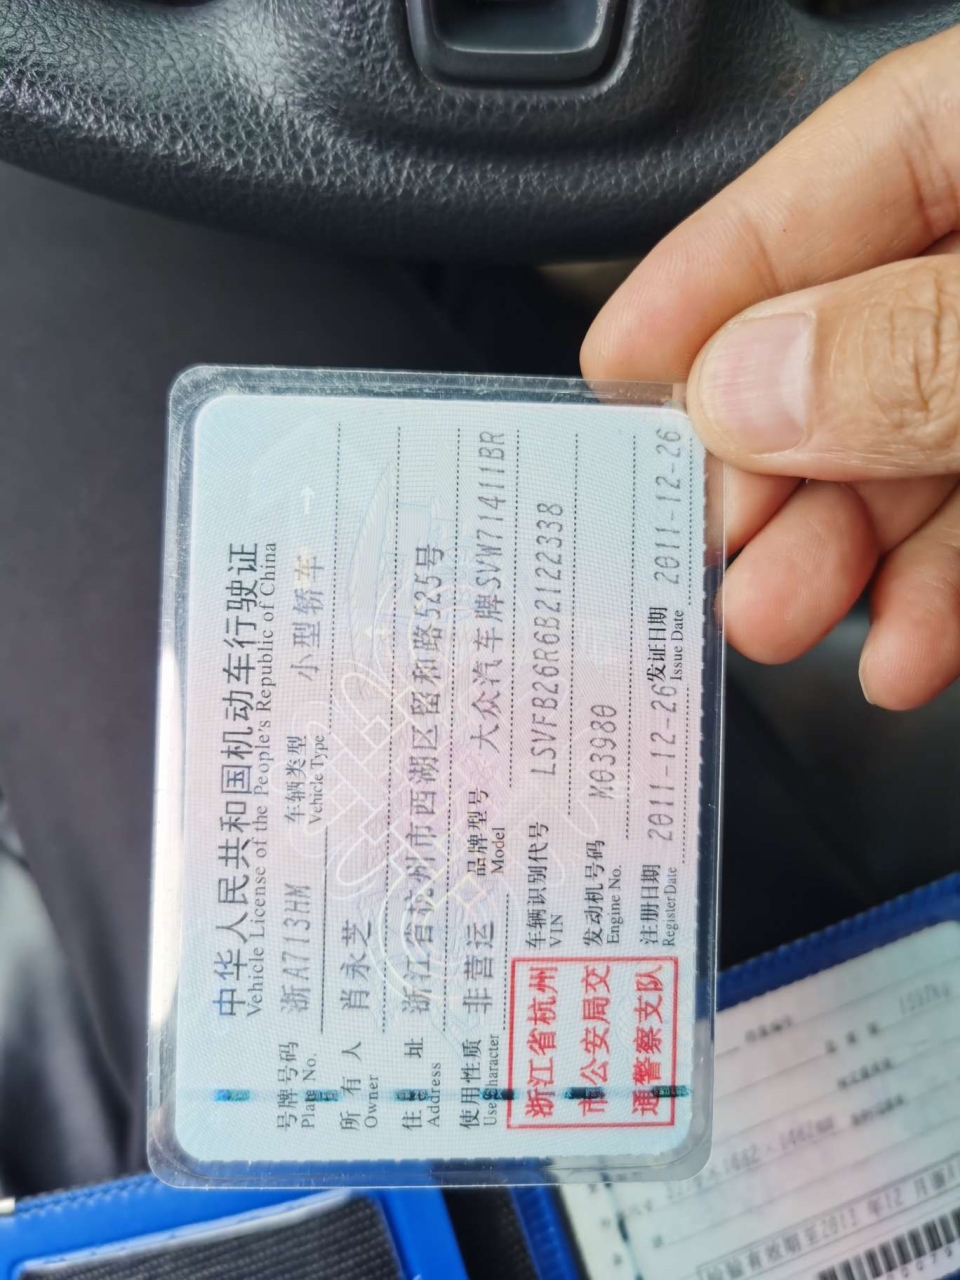 中华人民共和国机动车行驶证
Vehicle License of the People's Republic of China
号牌号码 浙A7713HM 车辆类型 小型轿车
Plate No. Vehicle Type
所有人 肖永芝
Owner
住址 浙江省杭州市西湖区留和路525号
Address
使用性质 非营运 品牌型号 大众汽车牌SVW71411BR
Use Character Model
浙江省杭州
市公安局交
通警察支队
车辆识别代号 LSVFB26R6B2122338
VIN
发动机号码 M03980
Engine No.
注册日期 2011-12-26 发证日期 2011-12-26
Register Date Issue Date